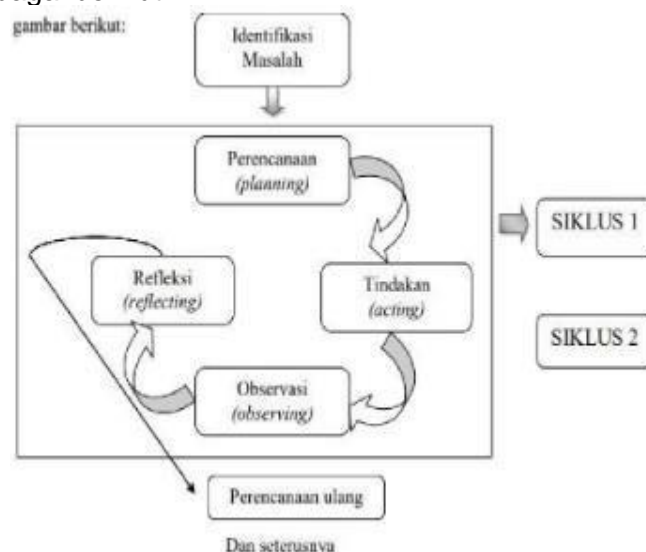 gambar berikut:
Identifikasi
Masalah
Perencanaan
(planning)
SIKLUS 1
Refleksi
(reflecting)
Tindakan
(acting)
SIKLUS 2
Observasi
(observing)
Perencanaan ulang
Dan seterusnya